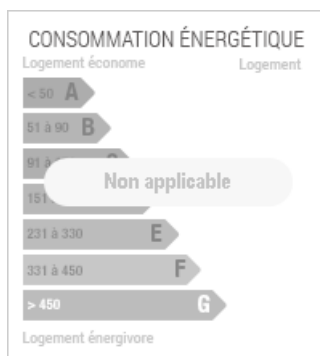 CONSOMMATION ÉNERGÉTIQUE
Logement économe Logement
< 50 A
51 à 90 B
91 à
Non applicable
151
231 à 330 E
331 à 450 F
> 450 G
Logement énergivore